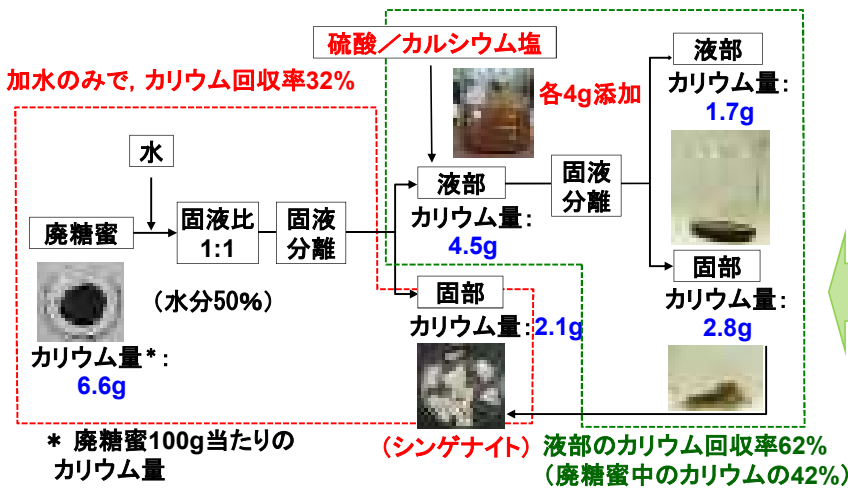 硫酸／カルシウム塩
加水のみで，カリウム回収率32%
各4g添加
液部
カリウム量：
1.7g
水
廃糖蜜
固液比
1:1
固液
分離
液部
カリウム量：
4.5g
固液
分離
（水分50%）
固部
カリウム量：2.1g
固部
カリウム量：
2.8g
カリウム量*：
6.6g
* 廃糖蜜100g当たりの
カリウム量
（シンゲナイト）
液部のカリウム回収率62%
（廃糖蜜中のカリウムの42%）